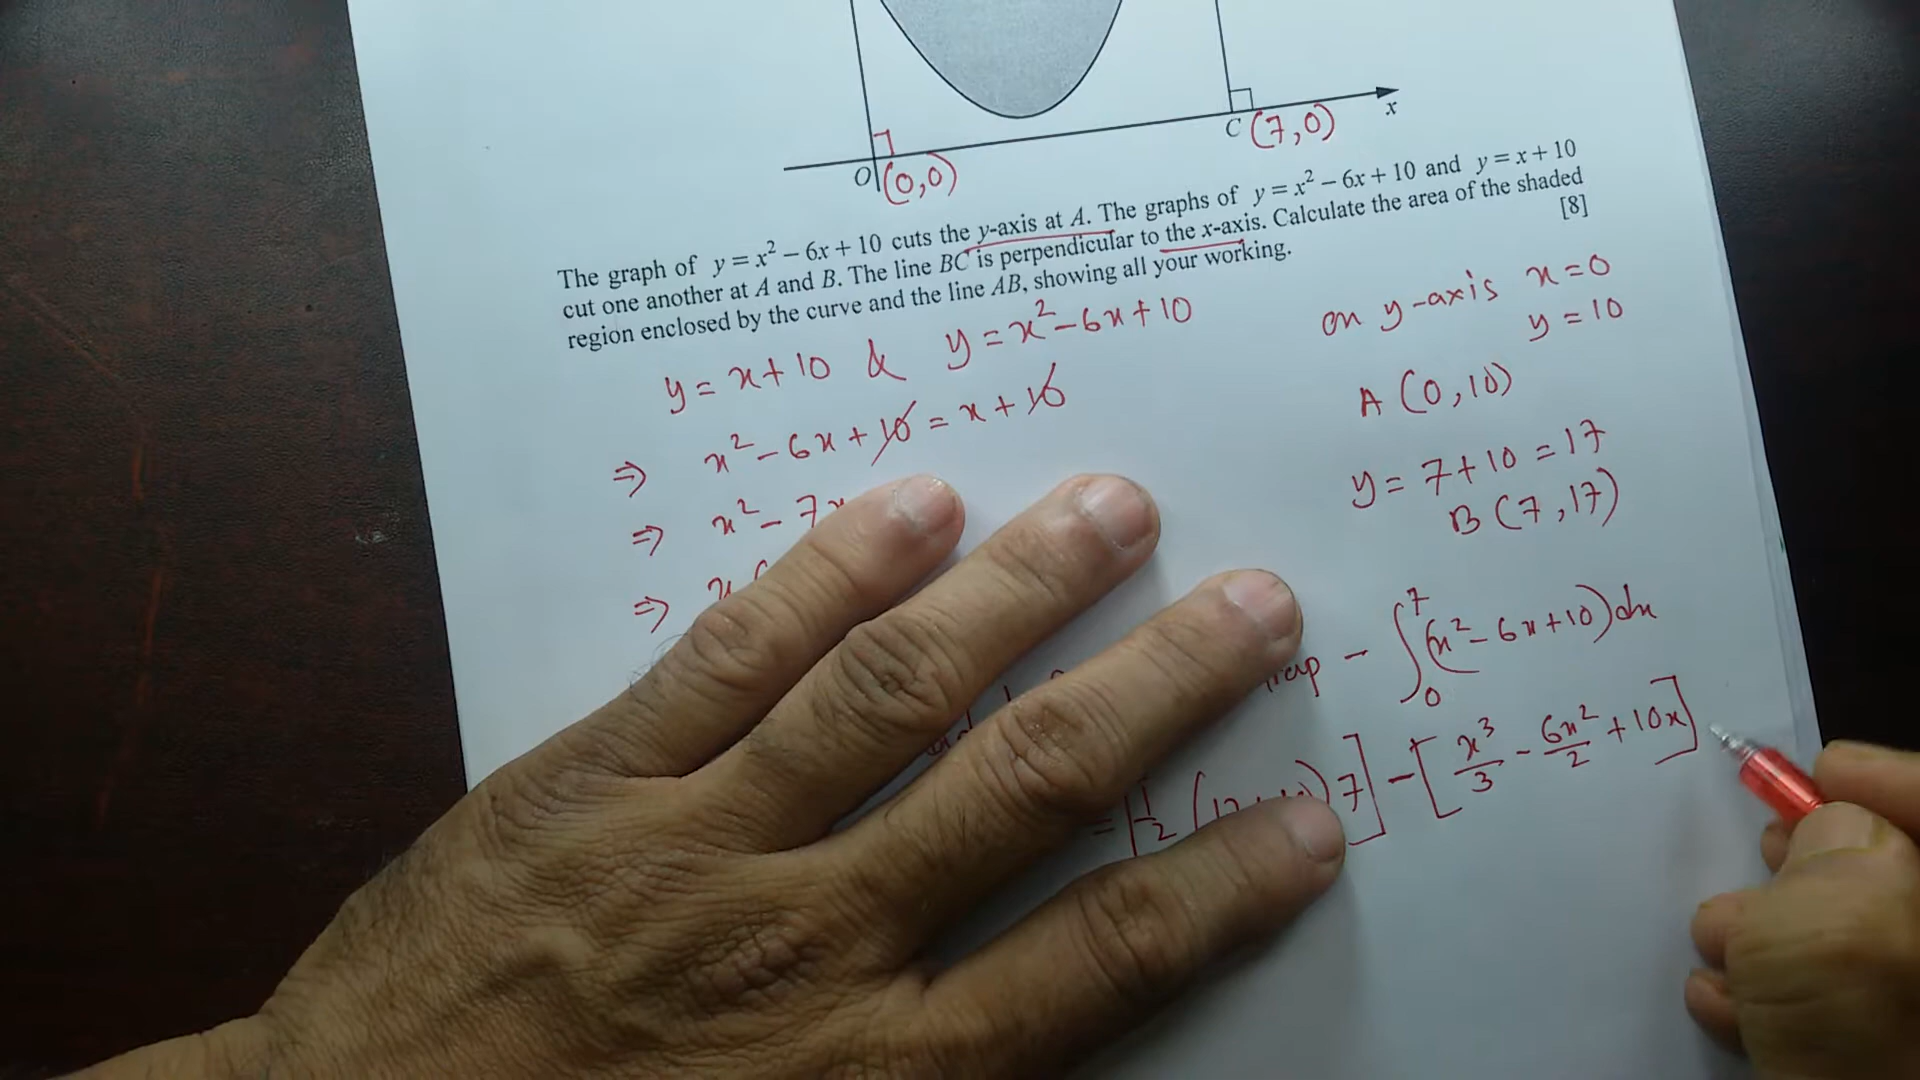 C (7,0)
x
O (0,0)
The graph of y = x² − 6x + 10 cuts the y-axis at A. The graphs of y = x² − 6x + 10 and y = x + 10
cut one another at A and B. The line BC is perpendicular to the x-axis. Calculate the area of the shaded
region enclosed by the curve and the line AB, showing all your working. [8]
y = x + 10 & y = x² − 6x + 10
⇒ x² − 6x + 10 = x + 10
⇒ x² − 7x
⇒ x (
on y-axis x = 0
y = 10
A (0,10)
y = 7 + 10 = 17
B (7,17)
− ∫₀⁷ (x² − 6x + 10) dx
= [1/2 ( ) 7] − [x³/3 − 6x²/2 + 10x]